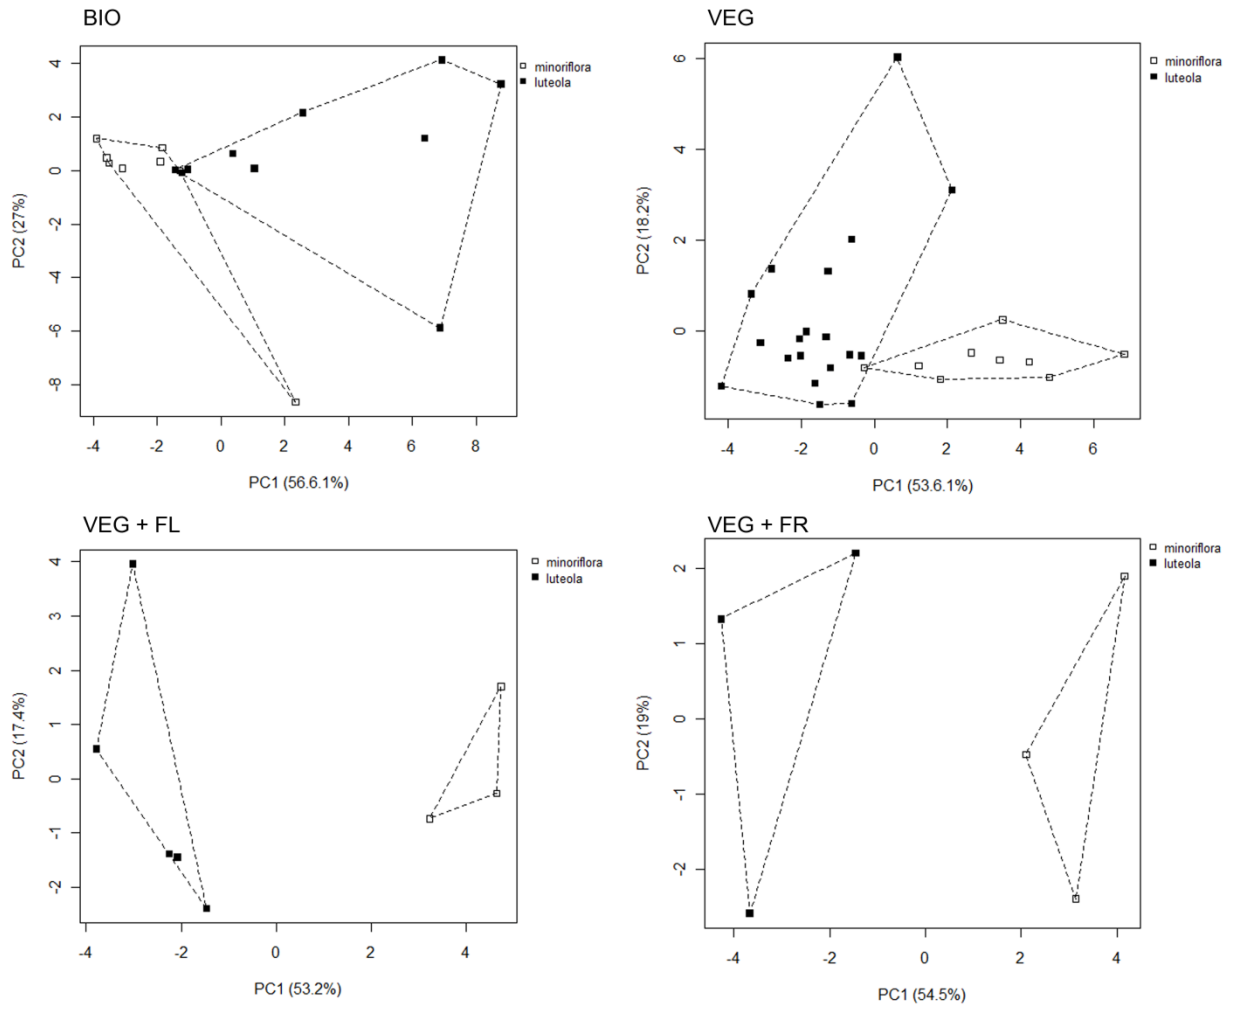 BIO
4
2
0
-2
-4
-6
-8
PC2 (27%)
-4 -2 0 2 4 6 8
PC1 (56.6.1%)
minoriflora
luteola
VEG
6
4
2
0
PC2 (18.2%)
-4 -2 0 2 4 6
PC1 (53.6.1%)
minoriflora
luteola
VEG + FL
4
3
2
1
0
-1
-2
PC2 (17.4%)
-4 -2 0 2 4
PC1 (53.2%)
minoriflora
luteola
VEG + FR
2
1
0
-1
-2
PC2 (19%)
-4 -2 0 2 4
PC1 (54.5%)
minoriflora
luteola